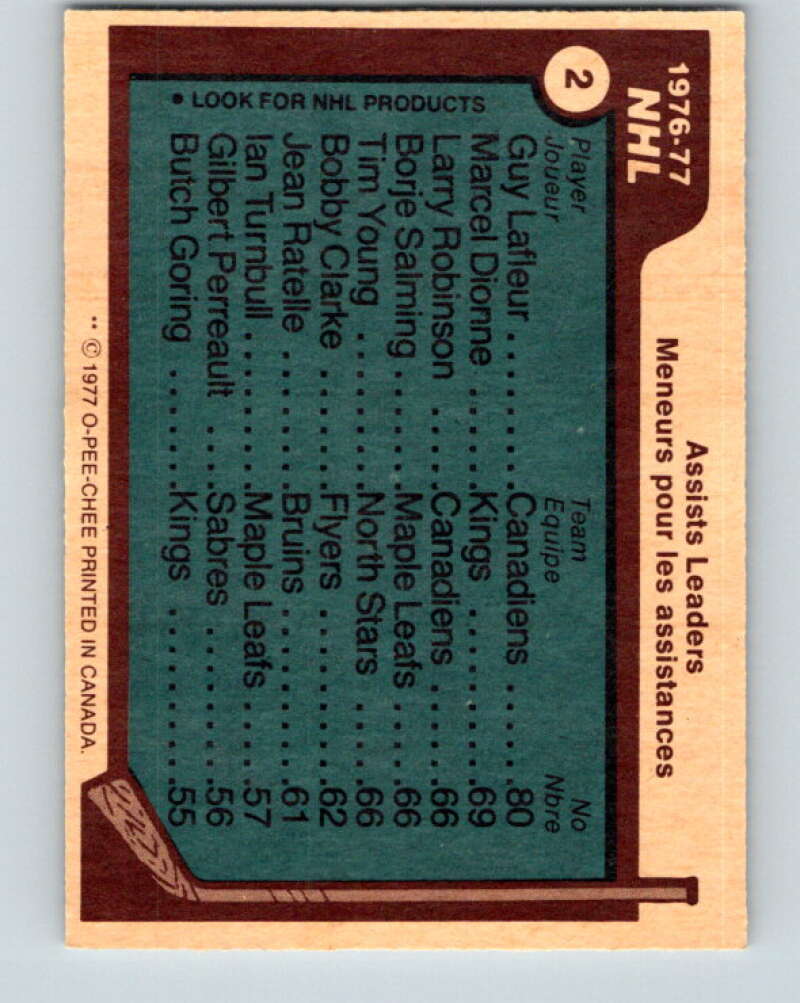 1976-77
NHL
Assists Leaders
Meneurs pour les assistances
2
Player Team No
Joueur Equipe Nbre
Guy Lafleur.........Canadiens......80
Marcel Dionne......Kings..........69
Larry Robinson.....Canadiens......66
Borje Salming.......Maple Leafs....66
Tim Young..........North Stars.....66
Bobby Clarke.......Flyers..........62
Jean Ratelle........Bruins..........61
Ian Turnbull.........Maple Leafs....57
Gilbert Perreault....Sabres.........56
Butch Goring.......Kings...........55
• LOOK FOR NHL PRODUCTS
** © 1977 O-PEE-CHEE PRINTED IN CANADA.